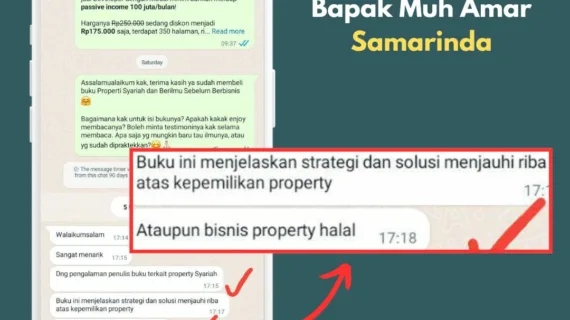 Bapak Muh Amar
Samarinda
passive income 100 juta/bulan!
Harganya Rp250.000 sedang diskon menjadi
Rp175.000 saja, terdapat 350 halaman, n... Read more
09:37
Saturday
Assalamualaikum kak, terima kasih ya sudah membeli
buku Properti Syariah dan Berilmu Sebelum Berbisnis
🤗
Bagaimana kak untuk isi bukunya? Apakah kakak enjoy
membacanya? Boleh minta testimoninya kak selama
membaca. Apa saja yg mungkin baru tau ilmunya, atau
yg sudah dipraktekkan?
The message timer
from this chat 90 days
5
Walaikumsalam 17:14
Sangat menarik 17:15
Dng pengalaman penulis buku terkait property Syariah
17:15
Buku ini menjelaskan strategi dan solusi menjauhi riba
atas kepemilikan property 17:17
Buku ini menjelaskan strategi dan solusi menjauhi riba
atas kepemilikan property
Ataupun bisnis property halal 17:18